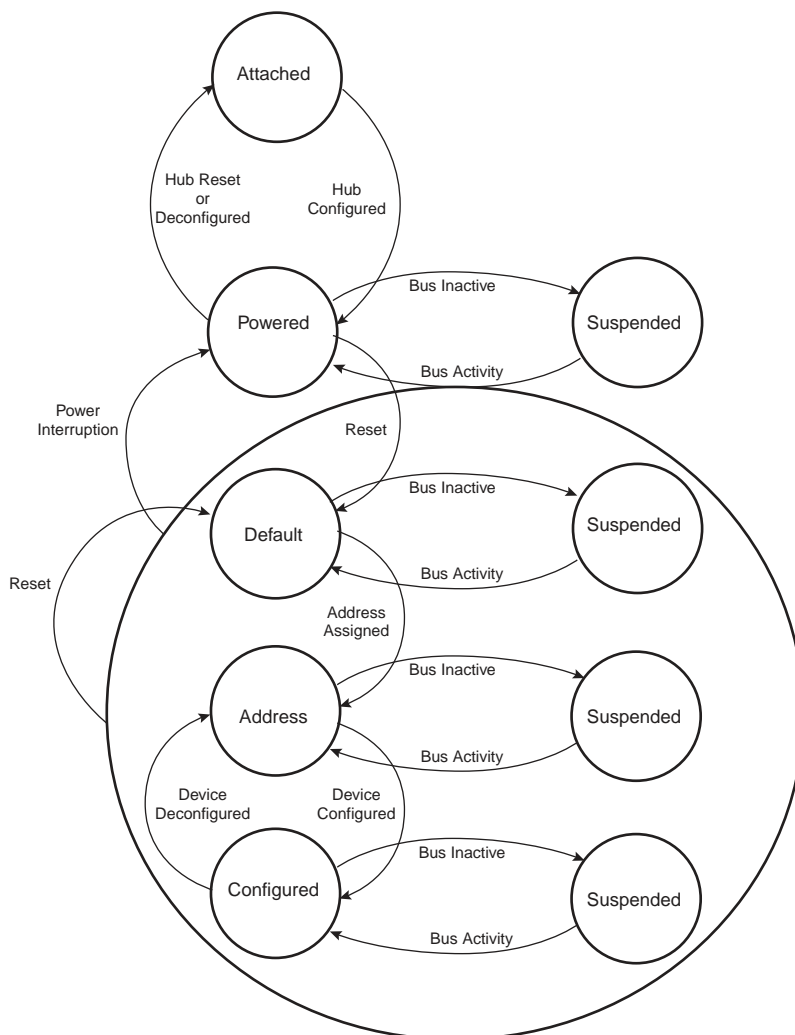 Attached
Hub Reset
or
Deconfigured
Hub
Configured
Powered
Bus Inactive
Suspended
Bus Activity
Power
Interruption
Reset
Default
Bus Inactive
Suspended
Bus Activity
Reset
Address
Assigned
Address
Bus Inactive
Suspended
Bus Activity
Device
Deconfigured
Device
Configured
Configured
Bus Inactive
Suspended
Bus Activity